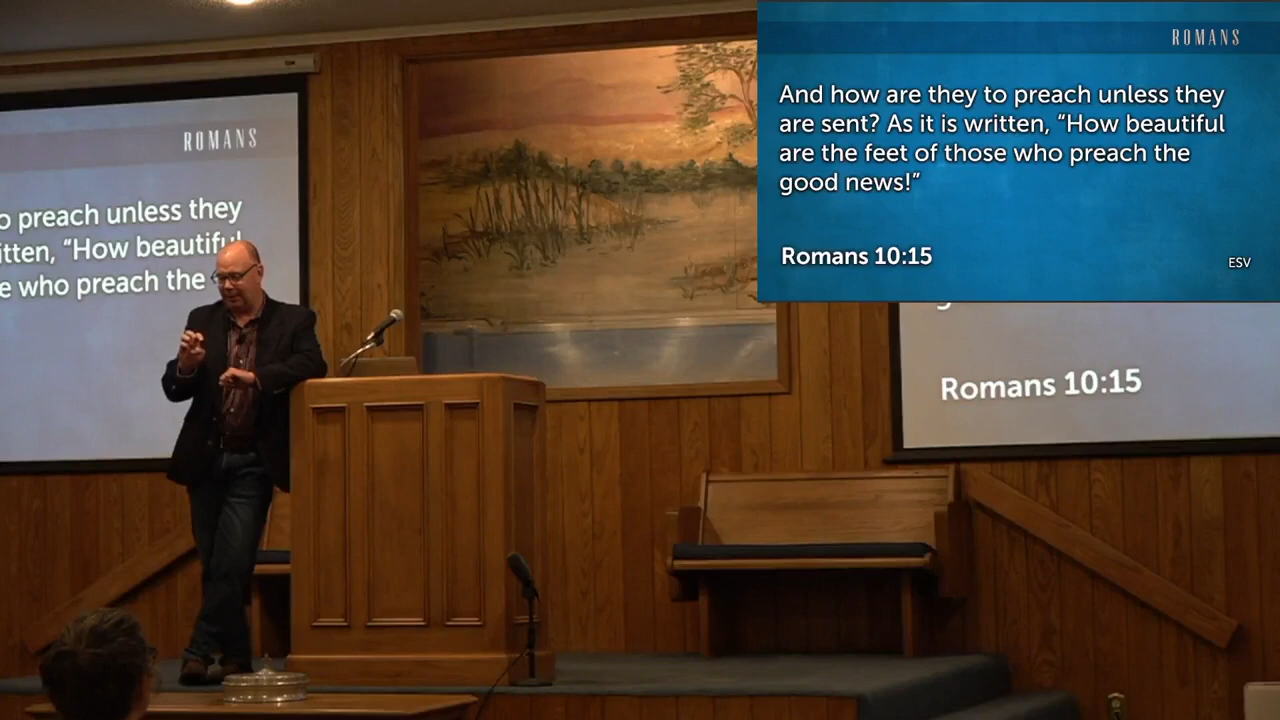 ROMANS
o preach unless they
itten, “How beautiful
e who preach the
ROMANS
And how are they to preach unless they
are sent? As it is written, “How beautiful
are the feet of those who preach the
good news!”
Romans 10:15
ESV
Romans 10:15